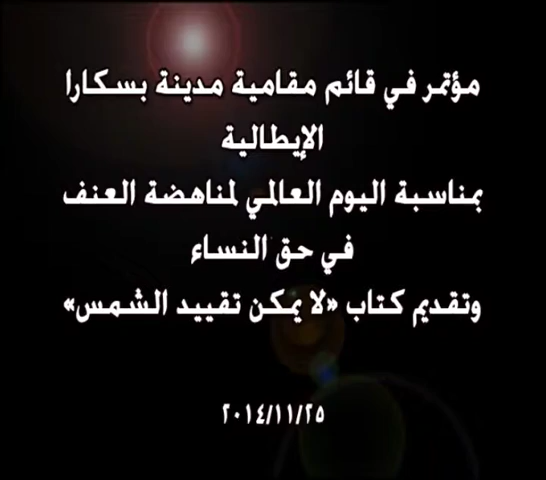 مؤتمر في قائم مقامية مدينة بسكارا
الإيطالية
بمناسبة اليوم العالمي لمناهضة العنف
في حق النساء
وتقديم كتاب «لا يمكن تقييد الشمس»
٢٠١٤/١١/٢٥